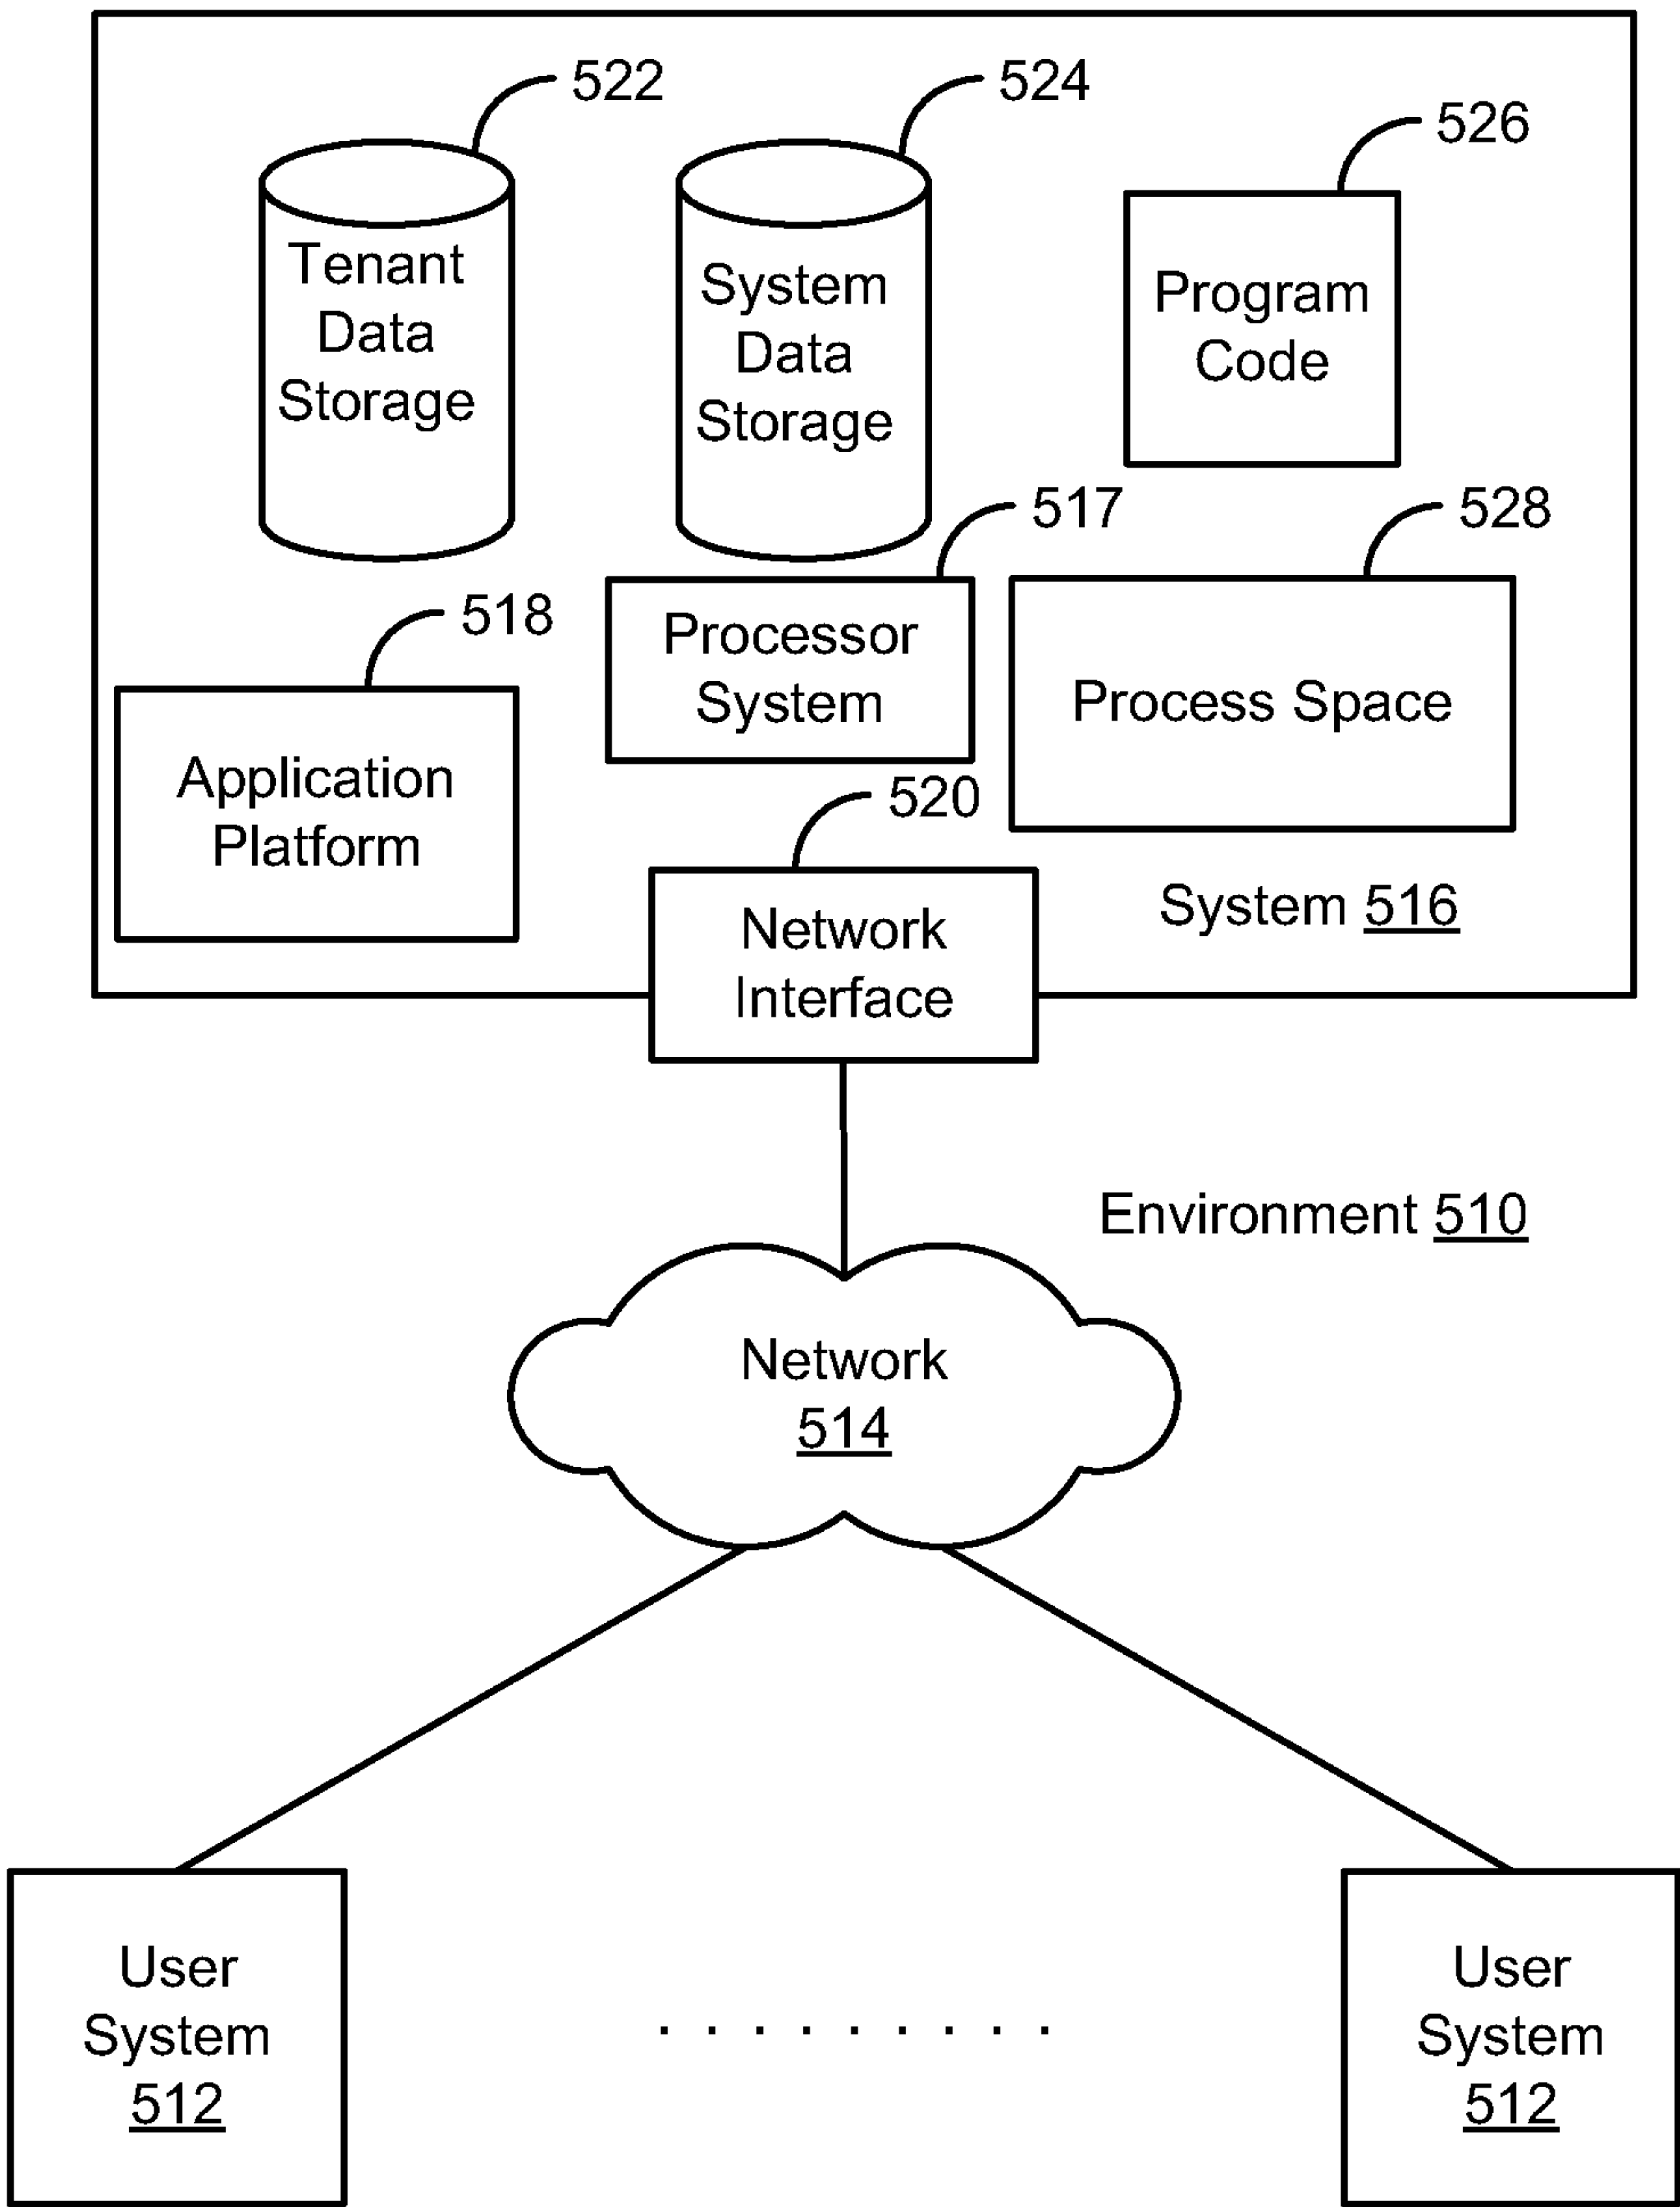 522
524
526
Tenant
Data
Storage
System
Data
Storage
Program
Code
517
528
518
Processor
System
Process Space
Application
Platform
520
Network
Interface
System 516
Environment 510
Network
514
User
System
512
. . . . . . . . .
User
System
512